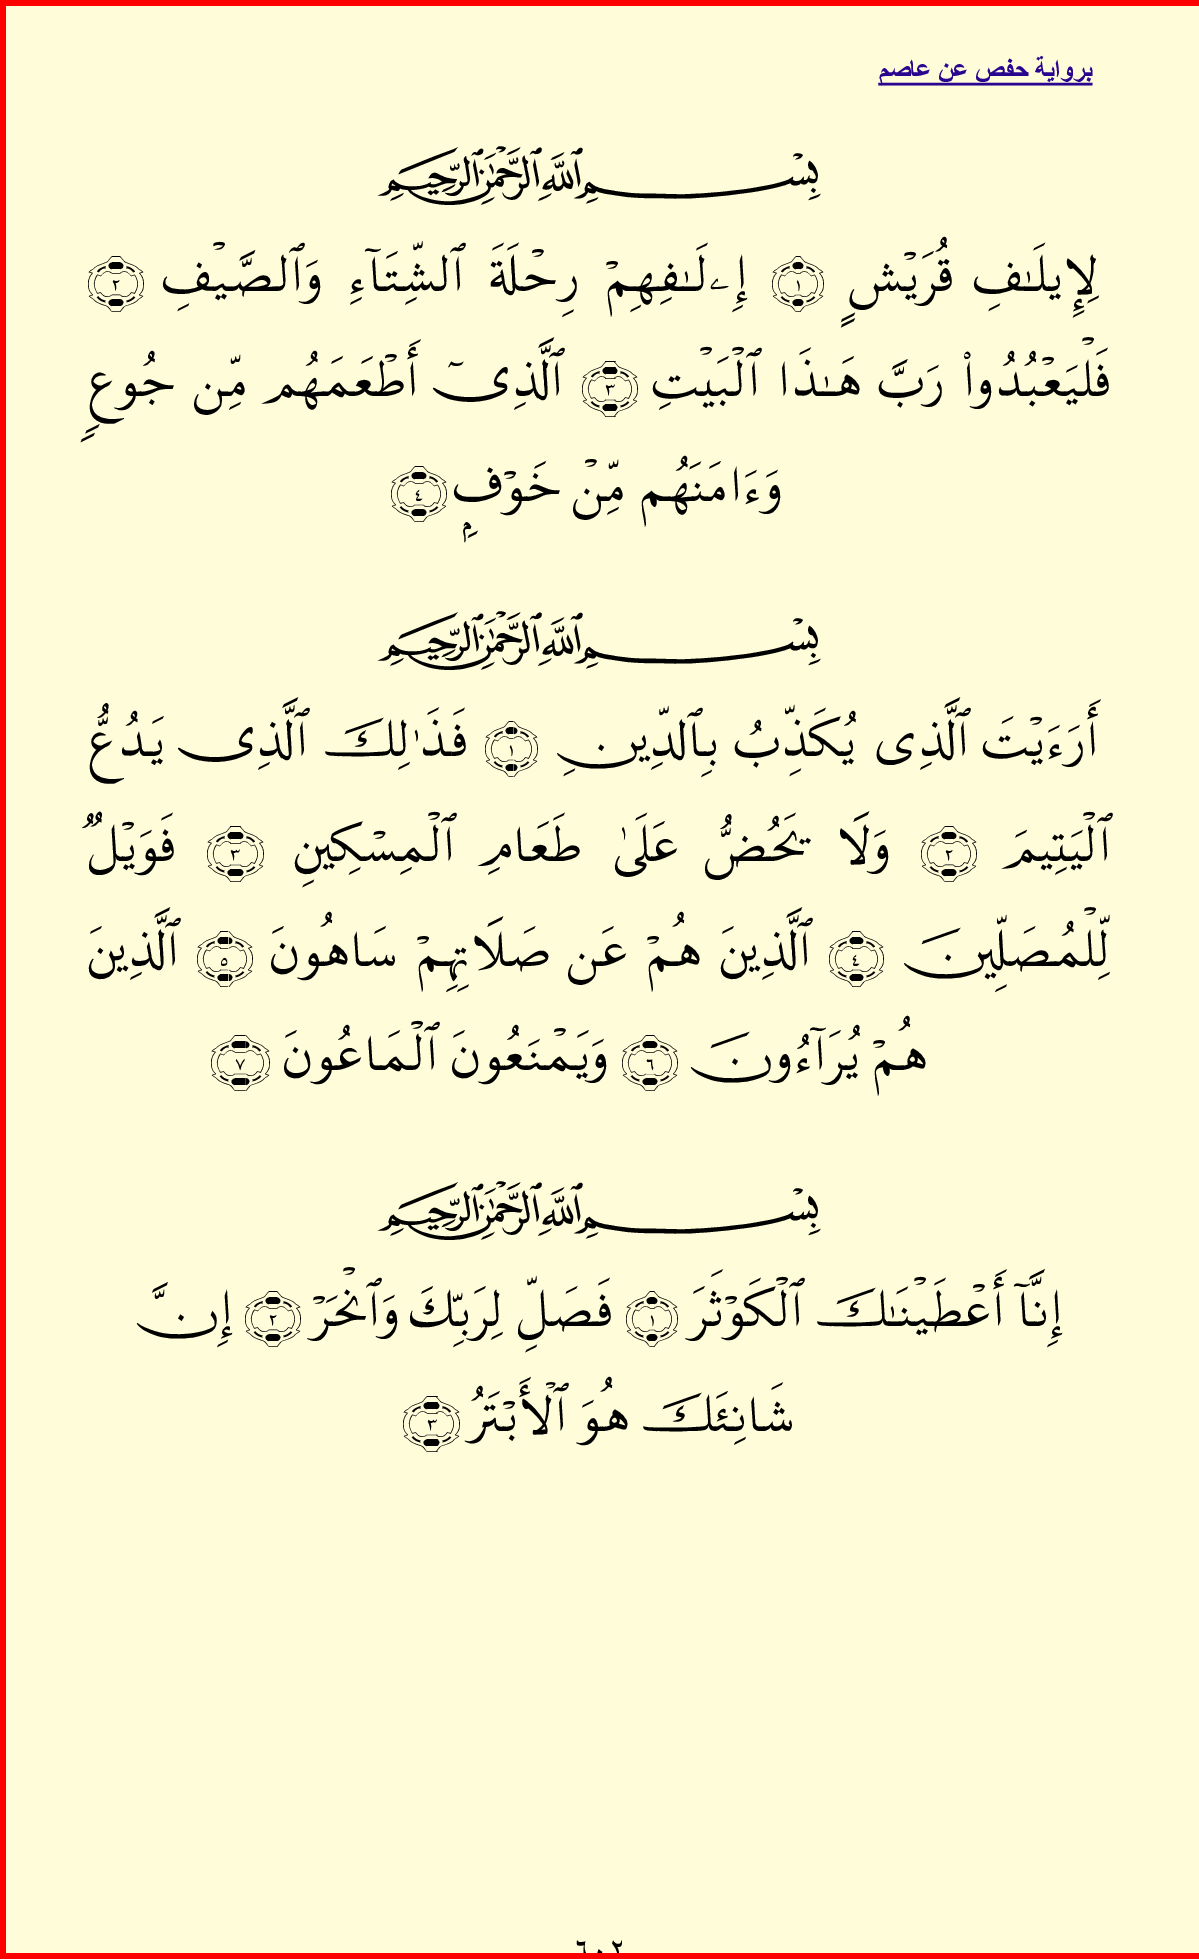 برواية حفص عن عاصم
بِسْمِ ٱللَّهِ ٱلرَّحْمَٰنِ ٱلرَّحِيمِ
لِإِيلَٰفِ قُرَيْشٍ ١ إِۦلَٰفِهِمْ رِحْلَةَ ٱلشِّتَآءِ وَٱلصَّيْفِ ٢
فَلْيَعْبُدُوا۟ رَبَّ هَٰذَا ٱلْبَيْتِ ٣ ٱلَّذِىٓ أَطْعَمَهُم مِّن جُوعٍ
وَءَامَنَهُم مِّنْ خَوْفٍۭ ٤
بِسْمِ ٱللَّهِ ٱلرَّحْمَٰنِ ٱلرَّحِيمِ
أَرَءَيْتَ ٱلَّذِى يُكَذِّبُ بِٱلدِّينِ ١ فَذَٰلِكَ ٱلَّذِى يَدُعُّ
ٱلْيَتِيمَ ٢ وَلَا يَحُضُّ عَلَىٰ طَعَامِ ٱلْمِسْكِينِ ٣ فَوَيْلٌ
لِّلْمُصَلِّينَ ٤ ٱلَّذِينَ هُمْ عَن صَلَاتِهِمْ سَاهُونَ ٥ ٱلَّذِينَ
هُمْ يُرَآءُونَ ٦ وَيَمْنَعُونَ ٱلْمَاعُونَ ٧
بِسْمِ ٱللَّهِ ٱلرَّحْمَٰنِ ٱلرَّحِيمِ
إِنَّآ أَعْطَيْنَٰكَ ٱلْكَوْثَرَ ١ فَصَلِّ لِرَبِّكَ وَٱنْحَرْ ٢ إِنَّ
شَانِئَكَ هُوَ ٱلْأَبْتَرُ ٣
٦٠٢